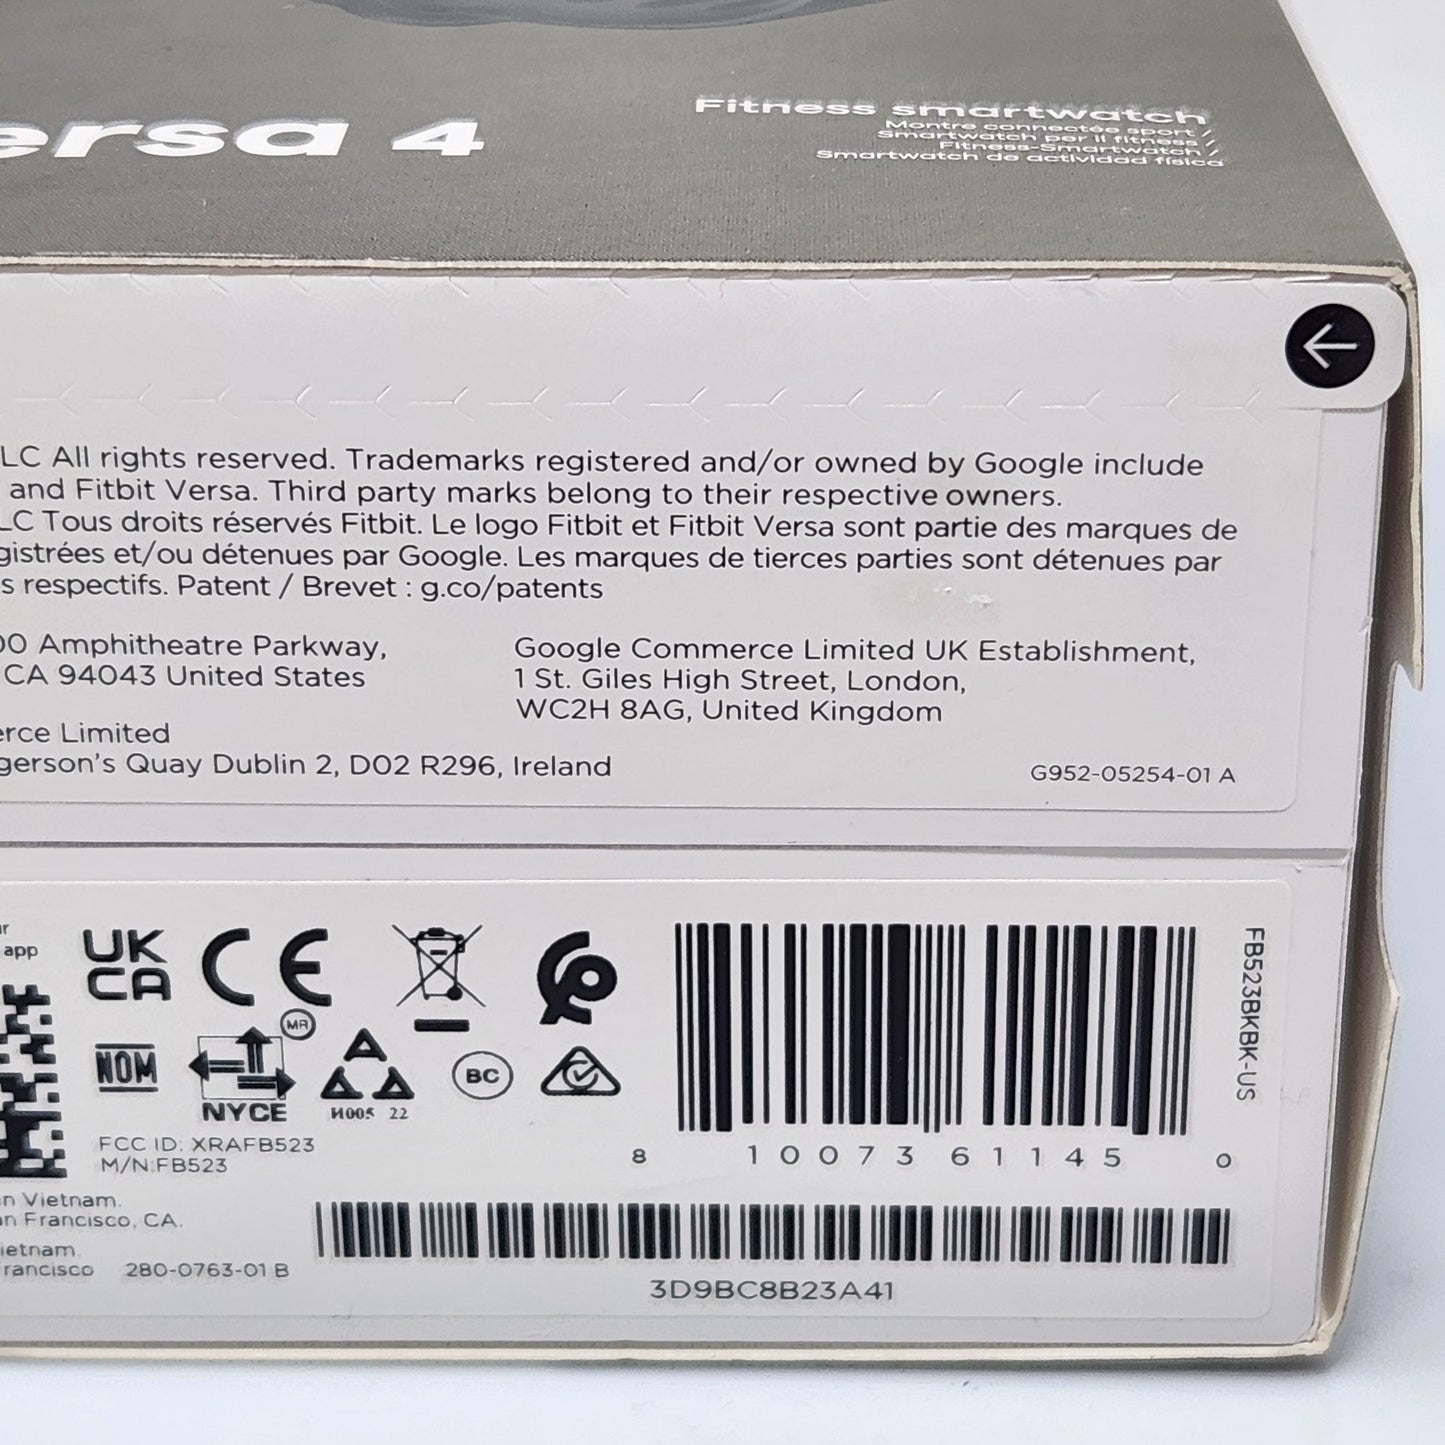 ersa 4
Fitness smartwatch
Montre connectée sport /
Smartwatch per il fitness /
Fitness-Smartwatch /
Smartwatch de actividad física
LC All rights reserved. Trademarks registered and/or owned by Google include
and Fitbit Versa. Third party marks belong to their respective owners.
LC Tous droits réservés Fitbit. Le logo Fitbit et Fitbit Versa sont partie des marques de
gistrées et/ou détenues par Google. Les marques de tierces parties sont détenues par
s respectifs. Patent / Brevet : g.co/patents
00 Amphitheatre Parkway,
CA 94043 United States
erce Limited
gerson's Quay Dublin 2, D02 R296, Ireland
Google Commerce Limited UK Establishment,
1 St. Giles High Street, London,
WC2H 8AG, United Kingdom
G952-05254-01 A
r
app
UK
CA
CE
MR
NOM
NYCE
H005 22
BC
FCC ID: XRAFB523
M/N:FB523
n Vietnam.
an Francisco, CA.
ietnam.
rancisco 280-0763-01 B
8 10073 61145 0
FB523BKBK-US
3D9BC8B23A41